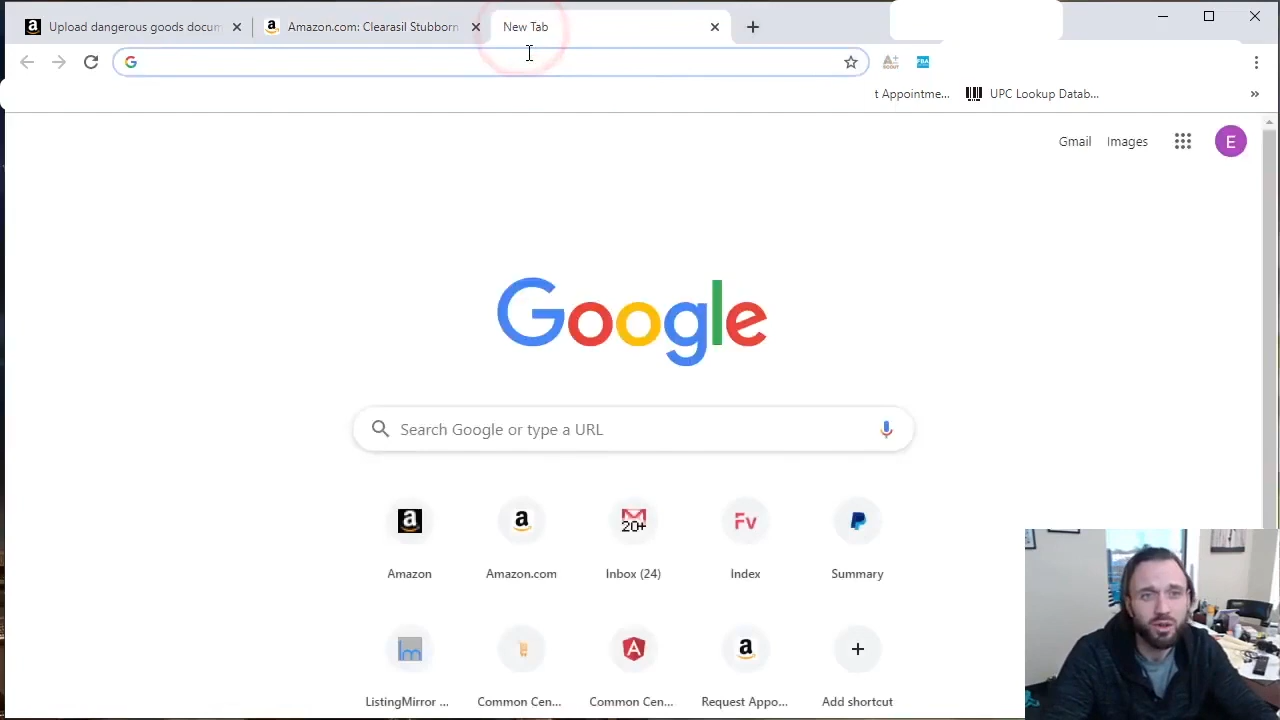 Upload dangerous goods docum
Amazon.com: Clearasil Stubborn
New Tab
t Appointme...
UPC Lookup Datab...
Gmail
Images
E
Google
Search Google or type a URL
Amazon
Amazon.com
Inbox (24)
Index
Summary
ListingMirror ...
Common Cen...
Common Cen...
Request Appo...
Add shortcut